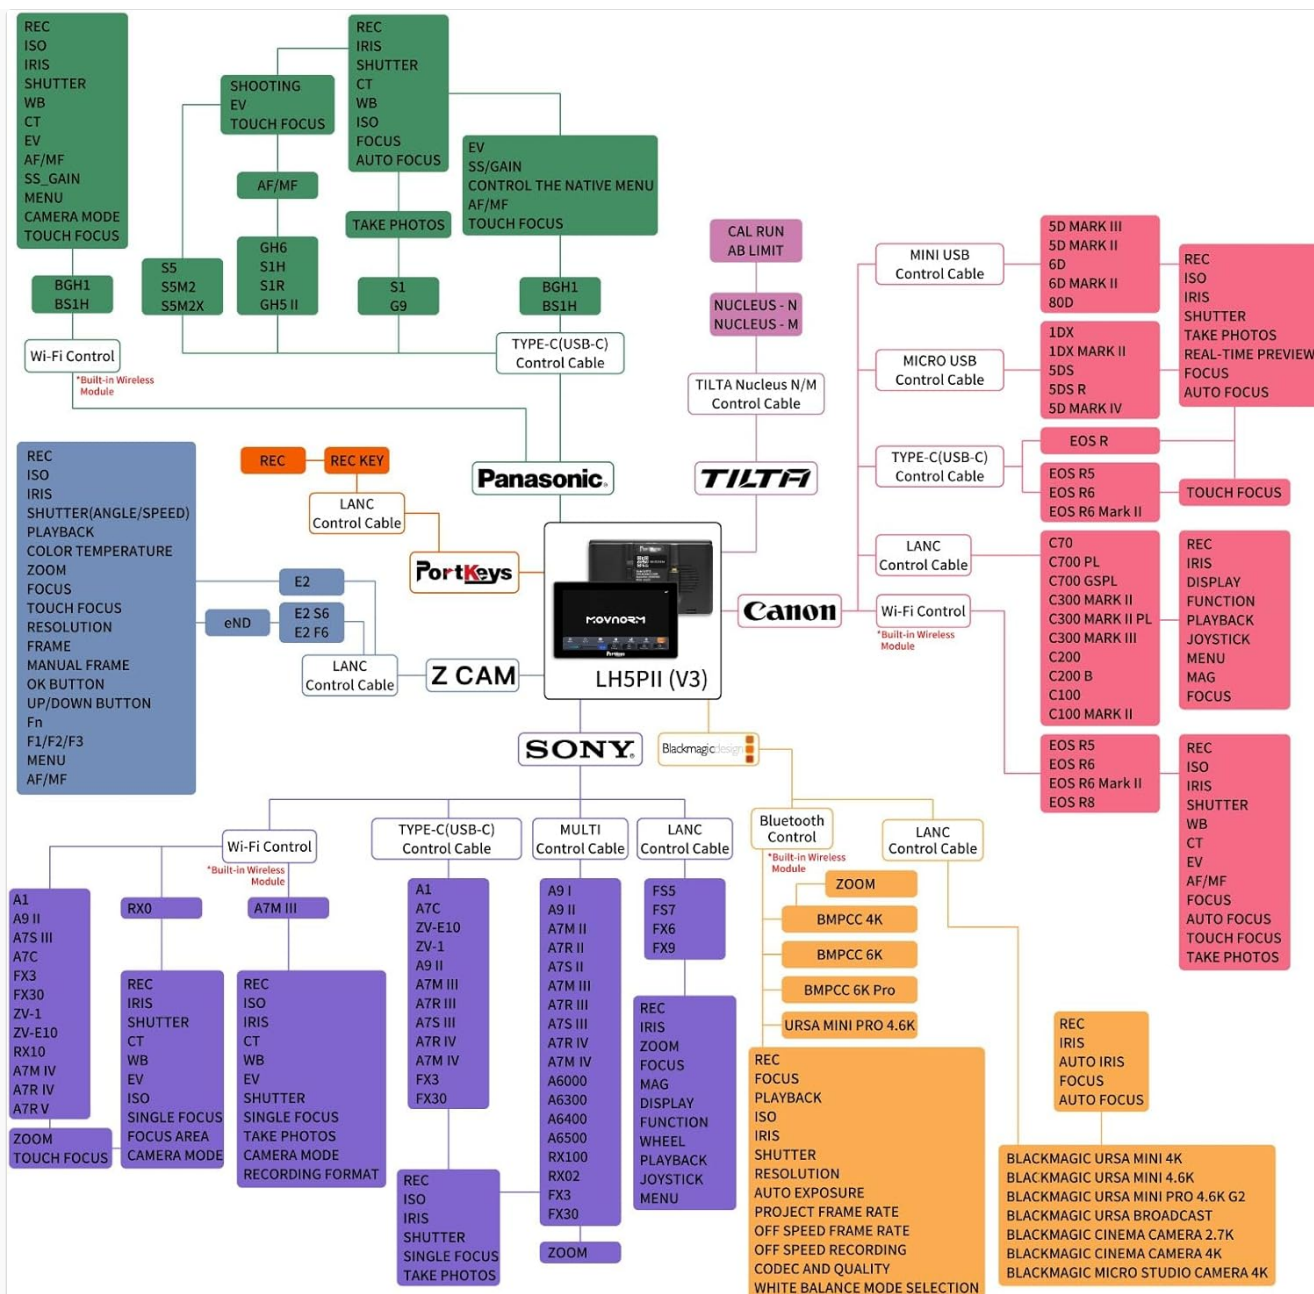 REC
ISO
IRIS
SHUTTER
WB
CT
EV
AF/MF
SS_GAIN
MENU
CAMERA MODE
TOUCH FOCUS
BGH1
BS1H
Wi-Fi Control
*Built-in Wireless
Module
SHOOTING
EV
TOUCH FOCUS
AF/MF
S5
S5M2
S5M2X
GH6
S1H
S1R
GH5 II
REC
IRIS
SHUTTER
CT
WB
ISO
FOCUS
AUTO FOCUS
TAKE PHOTOS
S1
G9
EV
SS/GAIN
CONTROL THE NATIVE MENU
AF/MF
TOUCH FOCUS
BGH1
BS1H
TYPE-C(USB-C)
Control Cable
Panasonic
CAL RUN
AB LIMIT
NUCLEUS - N
NUCLEUS - M
TILTA Nucleus N/M
Control Cable
TILTA
MINI USB
Control Cable
5D MARK III
5D MARK II
6D
6D MARK II
80D
MICRO USB
Control Cable
1DX
1DX MARK II
5DS
5DS R
5D MARK IV
REC
ISO
IRIS
SHUTTER
TAKE PHOTOS
REAL-TIME PREVIEW
FOCUS
AUTO FOCUS
TYPE-C(USB-C)
Control Cable
EOS R
EOS R5
EOS R6
EOS R6 Mark II
TOUCH FOCUS
LANC
Control Cable
C70
C700 PL
C700 GSPL
C300 MARK II
C300 MARK II PL
C300 MARK III
C200
C200 B
C100
C100 MARK II
REC
IRIS
DISPLAY
FUNCTION
PLAYBACK
JOYSTICK
MENU
MAG
FOCUS
Canon
Wi-Fi Control
*Built-in Wireless
Module
EOS R5
EOS R6
EOS R6 Mark II
EOS R8
REC
ISO
IRIS
SHUTTER
WB
CT
EV
AF/MF
FOCUS
AUTO FOCUS
TOUCH FOCUS
TAKE PHOTOS
REC
REC KEY
LANC
Control Cable
PortKeys
MOVNORM
LH5PII (V3)
REC
ISO
IRIS
SHUTTER(ANGLE/SPEED)
PLAYBACK
COLOR TEMPERATURE
ZOOM
FOCUS
TOUCH FOCUS
RESOLUTION
FRAME
MANUAL FRAME
OK BUTTON
UP/DOWN BUTTON
Fn
F1/F2/F3
MENU
AF/MF
E2
eND
E2 S6
E2 F6
LANC
Control Cable
Z CAM
SONY
Blackmagicdesign
Wi-Fi Control
*Built-in Wireless
Module
A1
A9 II
A7S III
A7C
FX3
FX30
ZV-1
ZV-E10
RX10
A7M IV
A7R IV
A7R V
ZOOM
TOUCH FOCUS
RX0
REC
IRIS
SHUTTER
CT
WB
EV
ISO
SINGLE FOCUS
FOCUS AREA
CAMERA MODE
A7M III
REC
ISO
IRIS
CT
WB
EV
SHUTTER
SINGLE FOCUS
TAKE PHOTOS
CAMERA MODE
RECORDING FORMAT
TYPE-C(USB-C)
Control Cable
A1
A7C
ZV-E10
ZV-1
A9 II
A7M III
A7R III
A7S III
A7R IV
A7M IV
FX3
FX30
REC
ISO
IRIS
SHUTTER
SINGLE FOCUS
TAKE PHOTOS
MULTI
Control Cable
A9 I
A9 II
A7M II
A7R II
A7S II
A7M III
A7R III
A7S III
A7R IV
A7M IV
A6000
A6300
A6400
A6500
RX100
RX02
FX3
FX30
ZOOM
LANC
Control Cable
FS5
FS7
FX6
FX9
REC
IRIS
ZOOM
FOCUS
MAG
DISPLAY
FUNCTION
WHEEL
PLAYBACK
JOYSTICK
MENU
Bluetooth
Control
*Built-in Wireless
Module
ZOOM
BMPCC 4K
BMPCC 6K
BMPCC 6K Pro
URSA MINI PRO 4.6K
REC
FOCUS
PLAYBACK
ISO
IRIS
SHUTTER
RESOLUTION
AUTO EXPOSURE
PROJECT FRAME RATE
OFF SPEED FRAME RATE
OFF SPEED RECORDING
CODEC AND QUALITY
WHITE BALANCE MODE SELECTION
LANC
Control Cable
REC
IRIS
AUTO IRIS
FOCUS
AUTO FOCUS
BLACKMAGIC URSA MINI 4K
BLACKMAGIC URSA MINI 4.6K
BLACKMAGIC URSA MINI PRO 4.6K G2
BLACKMAGIC URSA BROADCAST
BLACKMAGIC CINEMA CAMERA 2.7K
BLACKMAGIC CINEMA CAMERA 4K
BLACKMAGIC MICRO STUDIO CAMERA 4K